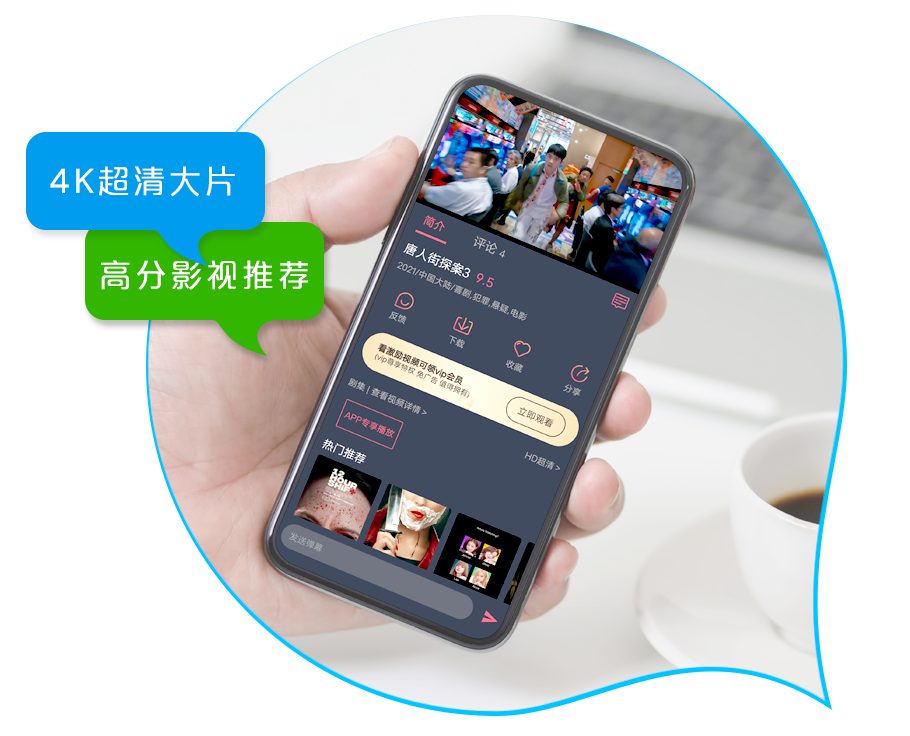 4K超清大片
高分影视推荐
简介
评论 4
唐人街探案3 9.5
2021/中国大陆/喜剧,犯罪,悬疑,电影
反馈
下载
收藏
分享
看激励视频可领vip会员
(vip尊享特权 免广告 值得拥有)
立即观看
剧集 | 查看视频详情 >
HD超清 >
APP专享播放
热门推荐
12
HOUR
SHIFT
发送弹幕